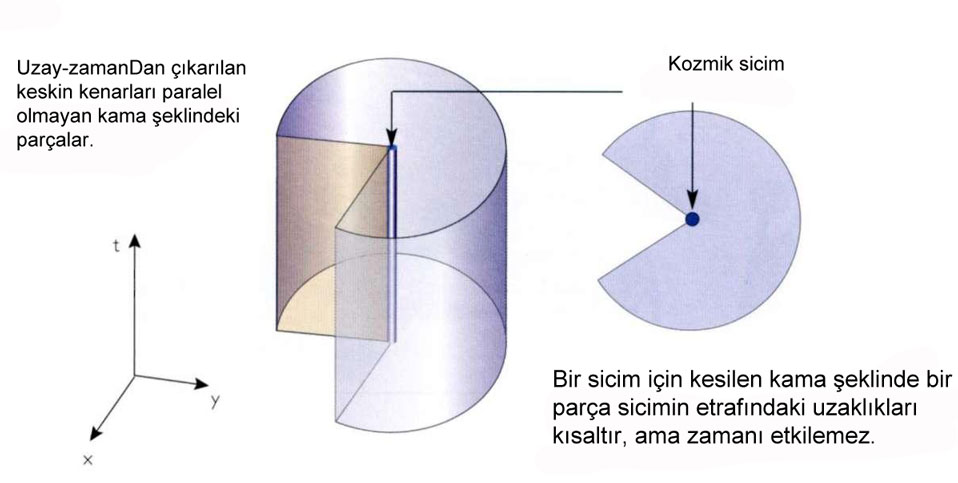 Uzay-zamanDan çıkarılan
keskin kenarları paralel
olmayan kama şeklindeki
parçalar.
Kozmik sicim
t
y
x
Bir sicim için kesilen kama şeklinde bir
parça sicimin etrafındaki uzaklıkları
kısaltır, ama zamanı etkilemez.